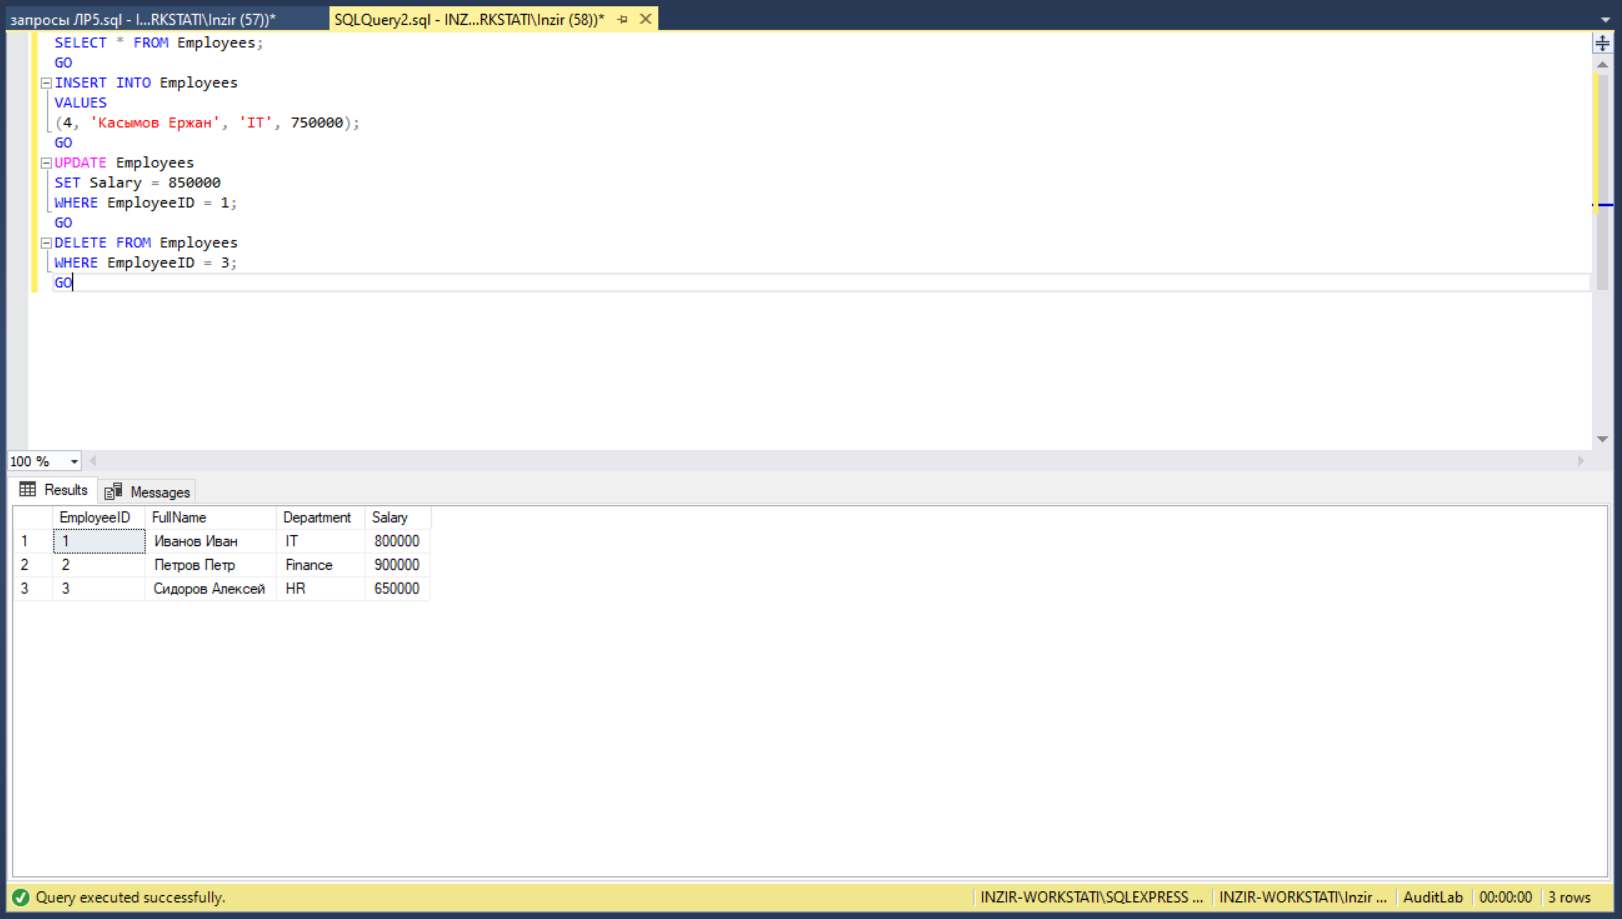 запросы ЛР5.sql - I...RKSTATI\Inzir (57))*
SQLQuery2.sql - INZ...RKSTATI\Inzir (58))*
SELECT * FROM Employees;
GO
INSERT INTO Employees
VALUES
(4, 'Касымов Ержан', 'IT', 750000);
GO
UPDATE Employees
SET Salary = 850000
WHERE EmployeeID = 1;
GO
DELETE FROM Employees
WHERE EmployeeID = 3;
GO
100 %
Results Messages
EmployeeID FullName Department Salary
1 1 Иванов Иван IT 800000
2 2 Петров Петр Finance 900000
3 3 Сидоров Алексей HR 650000
Query executed successfully. INZIR-WORKSTATI\SQLEXPRESS ... INZIR-WORKSTATI\Inzir ... AuditLab 00:00:00 3 rows